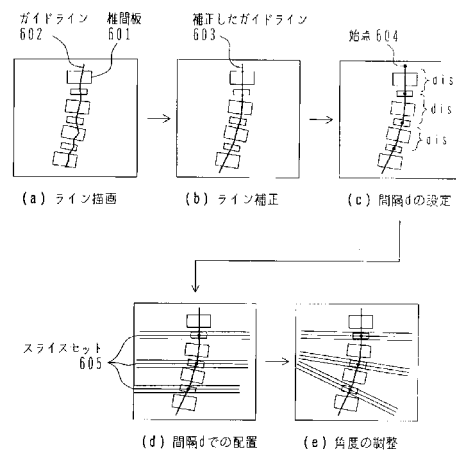 ガイドライン
602
椎間板
601
補正したガイドライン
603
始点 604
dis
dis
dis
(a) ライン描画
(b) ライン補正
(c) 間隔dの設定
スライスセット
605
(d) 間隔dでの配置
(e) 角度の調整